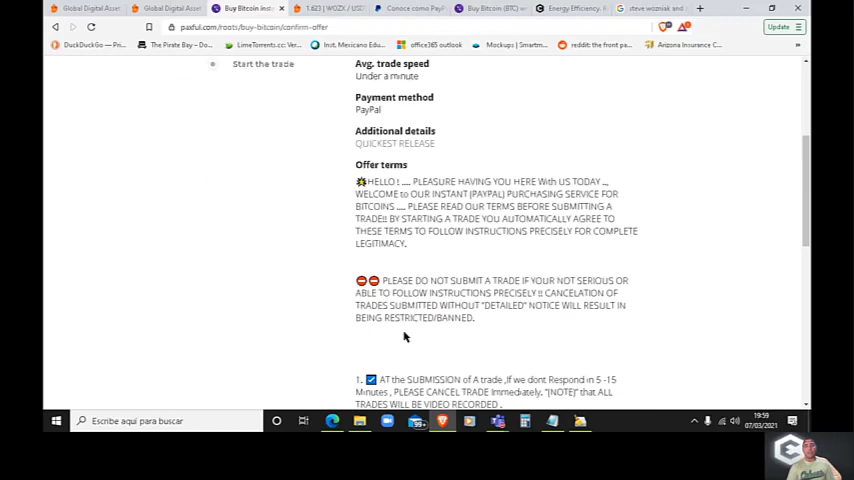 Global Digital Asset
Global Digital Asset
Buy Bitcoin inst
1.623 | WOZX / USD
Conoce como PayP
Buy Bitcoin (BTC) w
Energy Efficiency, P
steve wozniak and
paxful.com/roots/buy-bitcoin/confirm-offer
Update
DuckDuckGo — Pri...
The Pirate Bay – Do...
LimeTorrents.cc: Ver...
Inst. Mexicano Edu...
office365 outlook
Mockups | Smartm...
reddit: the front pa...
Arizona Insurance C...
Start the trade
Avg. trade speed
Under a minute
Payment method
PayPal
Additional details
QUICKEST RELEASE
Offer terms
HELLO ! ..... PLEASURE HAVING YOU HERE With US TODAY ...,
WELCOME to OUR INSTANT (PAYPAL) PURCHASING SERVICE FOR
BITCOINS ..... PLEASE READ OUR TERMS BEFORE SUBMITTING A
TRADE!! BY STARTING A TRADE YOU AUTOMATICALLY AGREE TO
THESE TERMS TO FOLLOW INSTRUCTIONS PRECISELY FOR COMPLETE
LEGITIMACY.
PLEASE DO NOT SUBMIT A TRADE IF YOUR NOT SERIOUS OR
ABLE TO FOLLOW INSTRUCTIONS PRECISELY !! CANCELATION OF
TRADES SUBMITTED WITHOUT "DETAILED" NOTICE WILL RESULT IN
BEING RESTRICTED/BANNED.
1. AT the SUBMISSION of A trade ,If we dont Respond in 5 -15
Minutes , PLEASE CANCEL TRADE Immediately. "[NOTE]" that ALL
TRADES WILL BE VIDEO RECORDED .
Escribe aquí para buscar
99+
19:59
07/03/2021